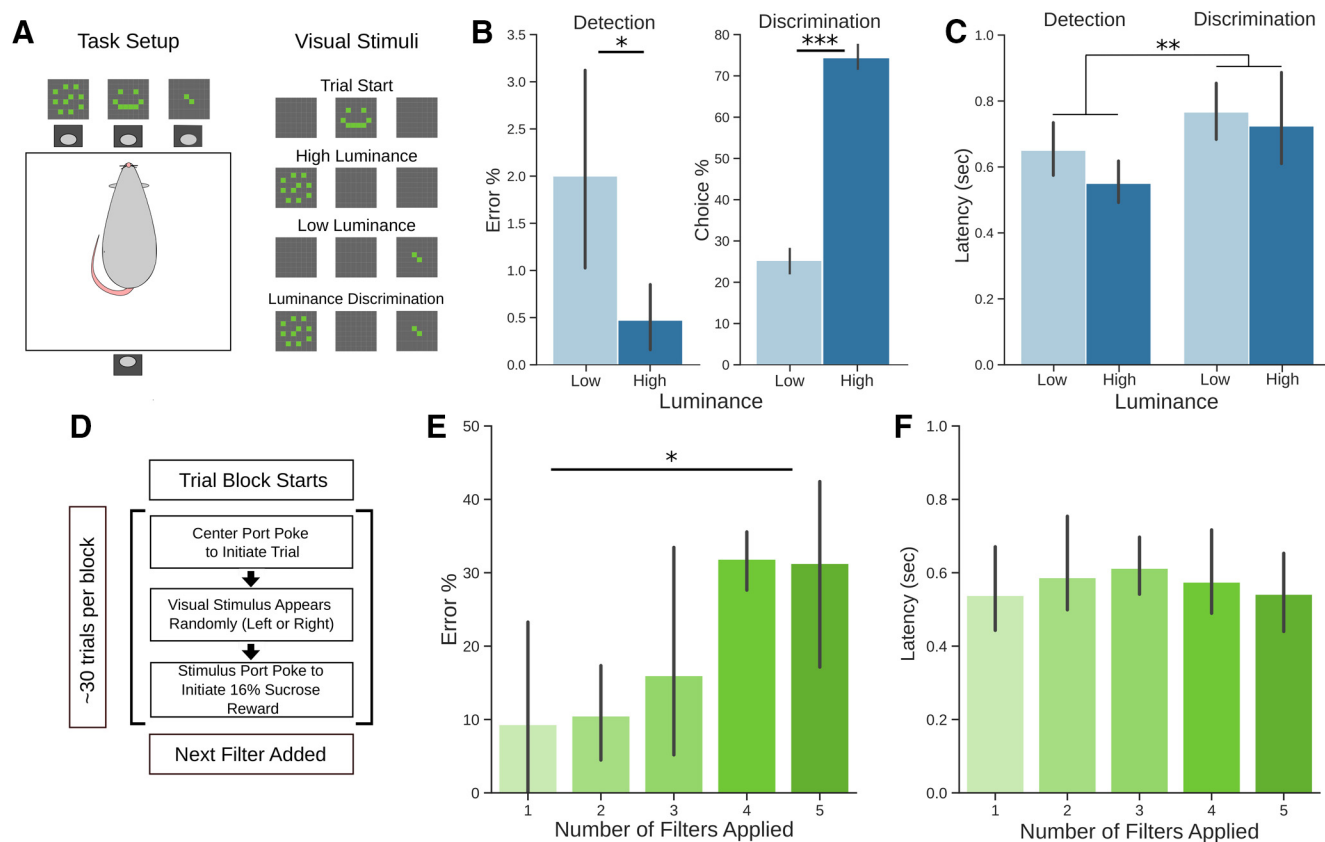 A
Task Setup
Visual Stimuli
Trial Start
High Luminance
Low Luminance
Luminance Discrimination
B
Detection
*
3.5
3.0
2.5
2.0
1.5
1.0
0.5
0.0
Error %
Low
High
Discrimination
***
80
70
60
50
40
30
20
10
0
Choice %
Low
High
Luminance
C
Detection
Discrimination
**
1.0
0.8
0.6
0.4
0.2
0.0
Latency (sec)
Low
High
Low
High
Luminance
D
Trial Block Starts
~30 trials per block
Center Port Poke
to Initiate Trial
Visual Stimulus Appears
Randomly (Left or Right)
Stimulus Port Poke to
Initiate 16% Sucrose
Reward
Next Filter Added
E
*
50
40
30
20
10
0
Error %
1 2 3 4 5
Number of Filters Applied
F
1.0
0.8
0.6
0.4
0.2
0.0
Latency (sec)
1 2 3 4 5
Number of Filters Applied